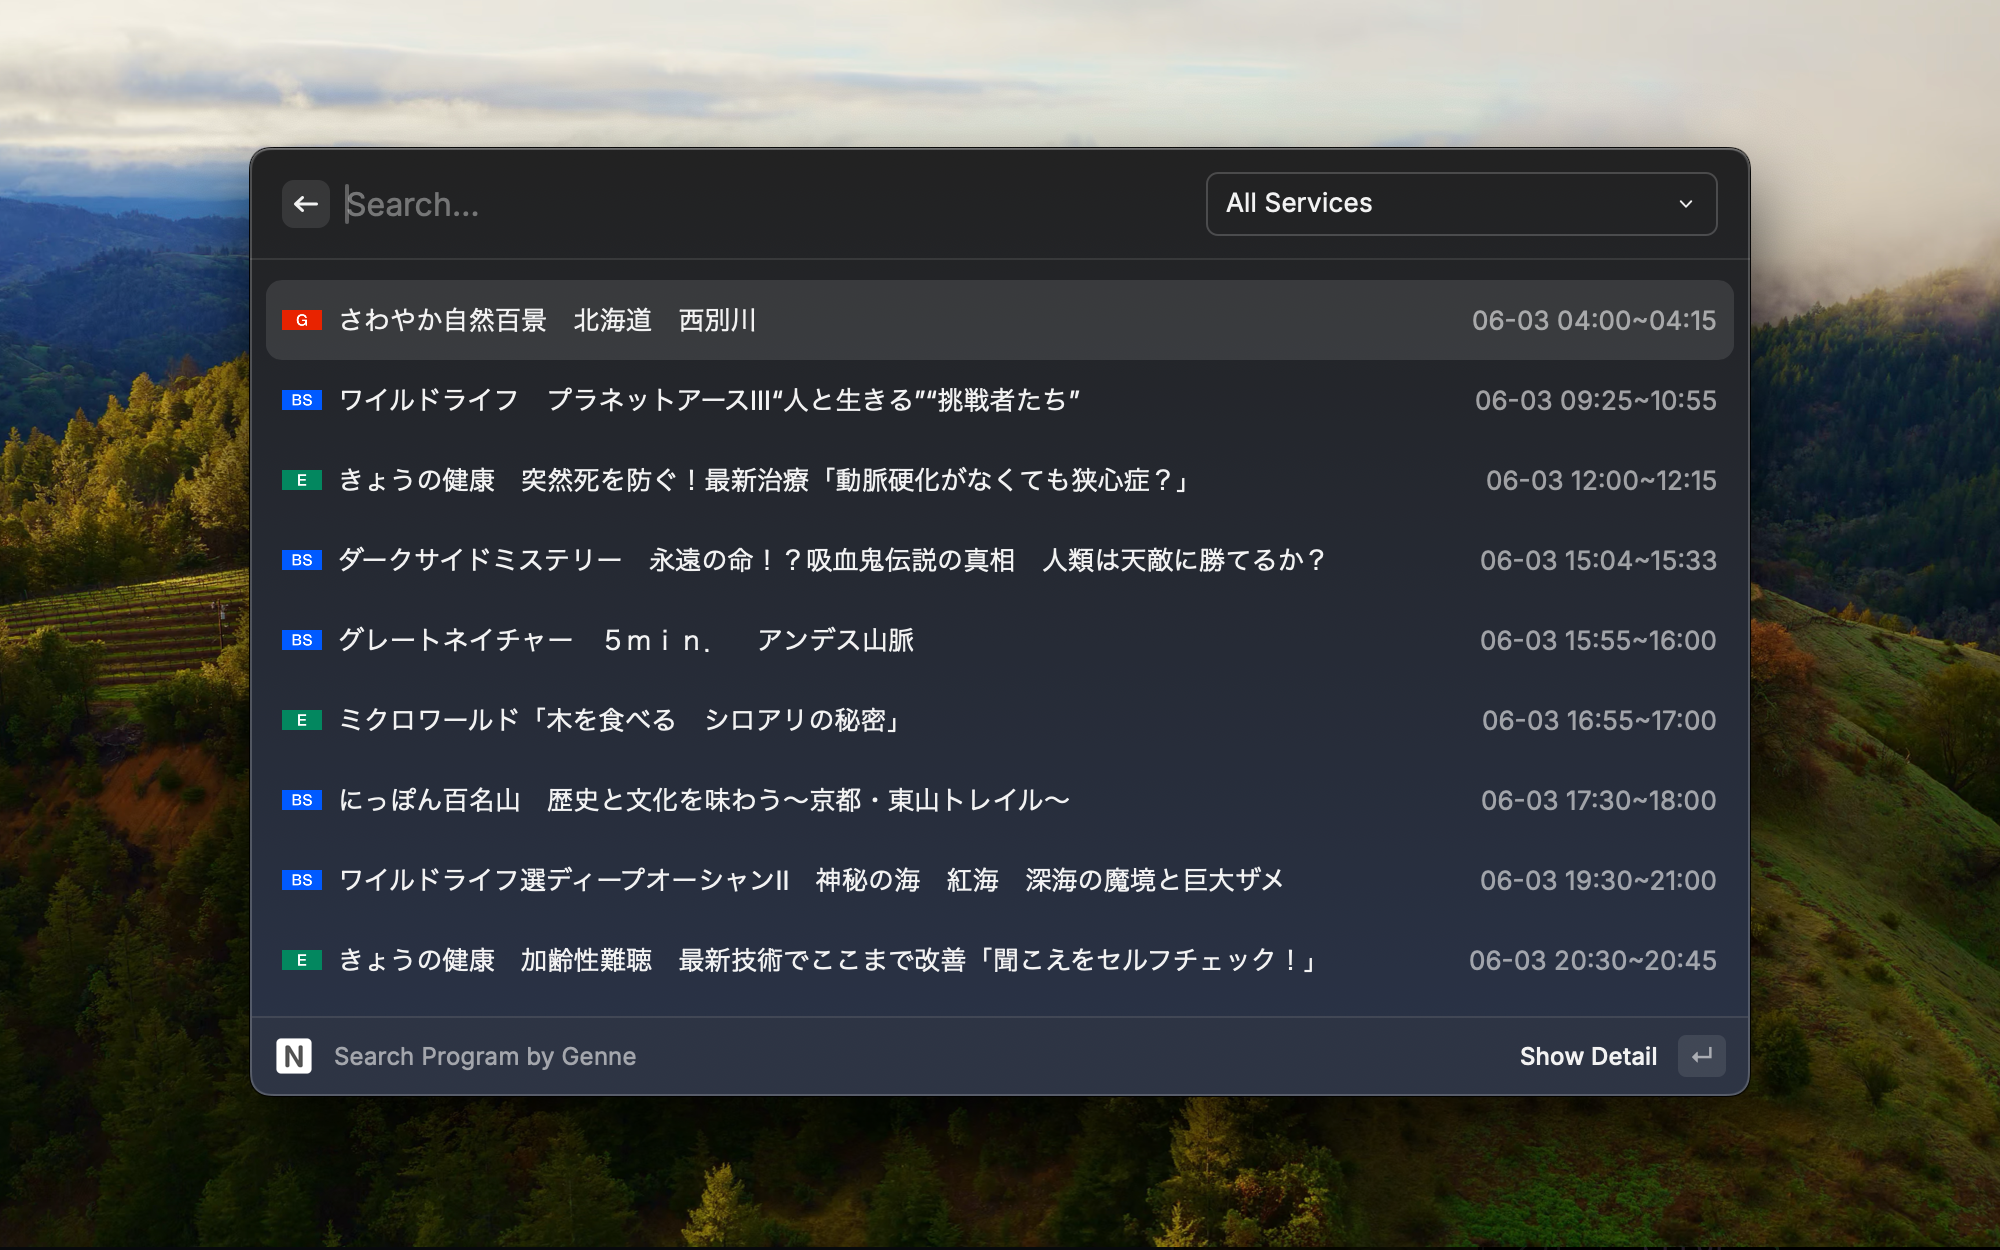 Search...
All Services
G さわやか自然百景　北海道　西別川 06-03 04:00~04:15
BS ワイルドライフ　プラネットアースIII“人と生きる”“挑戦者たち” 06-03 09:25~10:55
E きょうの健康　突然死を防ぐ！最新治療「動脈硬化がなくても狭心症？」 06-03 12:00~12:15
BS ダークサイドミステリー　永遠の命！？吸血鬼伝説の真相　人類は天敵に勝てるか？ 06-03 15:04~15:33
BS グレートネイチャー　５ｍｉｎ．　アンデス山脈 06-03 15:55~16:00
E ミクロワールド「木を食べる　シロアリの秘密」 06-03 16:55~17:00
BS にっぽん百名山　歴史と文化を味わう～京都・東山トレイル～ 06-03 17:30~18:00
BS ワイルドライフ選ディープオーシャンII　神秘の海　紅海　深海の魔境と巨大ザメ 06-03 19:30~21:00
E きょうの健康　加齢性難聴　最新技術でここまで改善「聞こえをセルフチェック！」 06-03 20:30~20:45
N Search Program by Genne
Show Detail